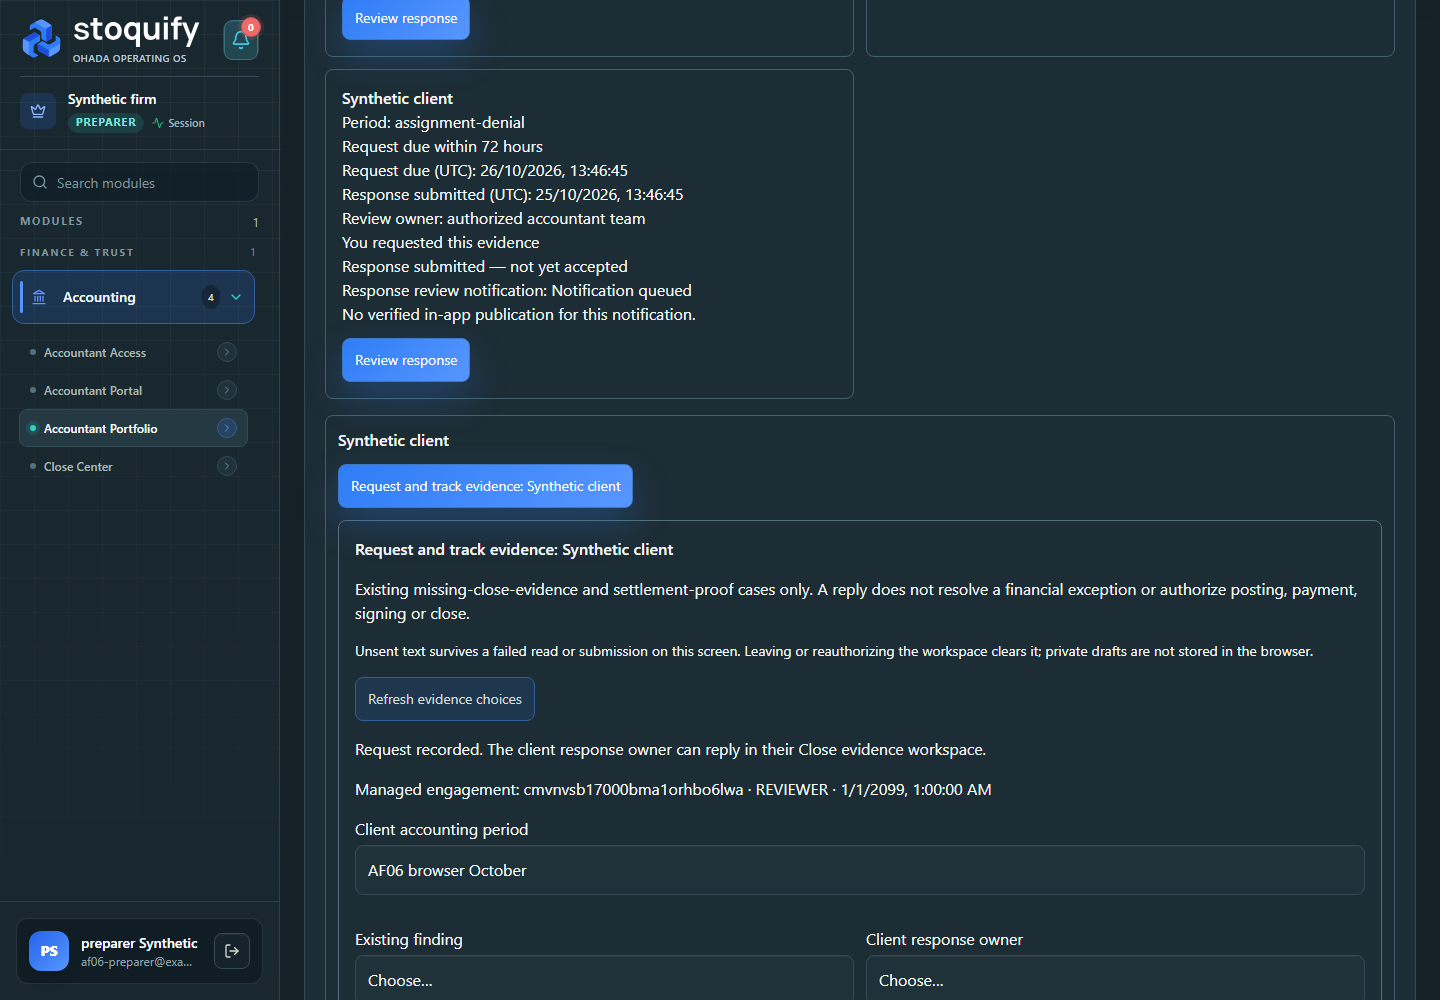 stoquify
OHADA OPERATING OS
0
Synthetic firm
PREPARER
Session
Search modules
MODULES
1
FINANCE & TRUST
1
Accounting
4
Accountant Access
Accountant Portal
Accountant Portfolio
Close Center
PS
preparer Synthetic
af06-preparer@exa...
Review response
Synthetic client
Period: assignment-denial
Request due within 72 hours
Request due (UTC): 26/10/2026, 13:46:45
Response submitted (UTC): 25/10/2026, 13:46:45
Review owner: authorized accountant team
You requested this evidence
Response submitted — not yet accepted
Response review notification: Notification queued
No verified in-app publication for this notification.
Review response
Synthetic client
Request and track evidence: Synthetic client
Request and track evidence: Synthetic client
Existing missing-close-evidence and settlement-proof cases only. A reply does not resolve a financial exception or authorize posting, payment,
signing or close.
Unsent text survives a failed read or submission on this screen. Leaving or reauthorizing the workspace clears it; private drafts are not stored in the browser.
Refresh evidence choices
Request recorded. The client response owner can reply in their Close evidence workspace.
Managed engagement: cmvnvsb17000bma1orhbo6lwa · REVIEWER · 1/1/2099, 1:00:00 AM
Client accounting period
AF06 browser October
Existing finding
Client response owner
Choose...
Choose...